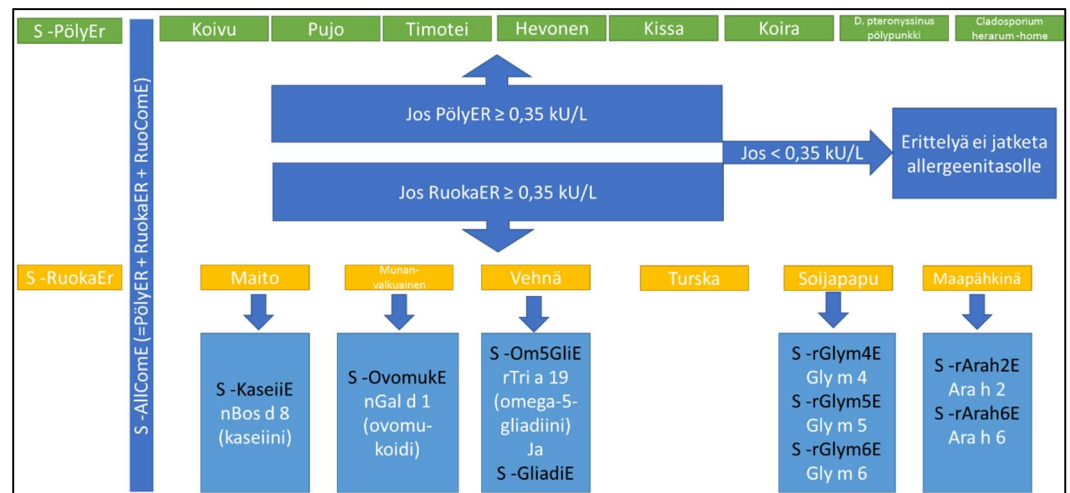 S -PölyEr
Koivu
Pujo
Timotei
Hevonen
Kissa
Koira
D. pteronyssinus
pölypunkki
Cladosporium
herarum -home
S -AllComE (=PölyER + RuokaER + RuoComE)
Jos PölyER ≥ 0,35 kU/L
Jos < 0,35 kU/L
Erittelyä ei jatketa
allergeenitasolle
Jos RuokaER ≥ 0,35 kU/L
S -RuokaEr
Maito
Munan-
valkuainen
Vehnä
Turska
Soijapapu
Maapähkinä
S -KaseiiE
nBos d 8
(kaseiini)
S -OvomukE
nGal d 1
(ovomu-
koidi)
S -Om5GliE
rTri a 19
(omega-5-
gliadiini)
Ja
S -GliadiE
S -rGlym4E
Gly m 4
S -rGlym5E
Gly m 5
S -rGlym6E
Gly m 6
S -rArah2E
Ara h 2
S -rArah6E
Ara h 6